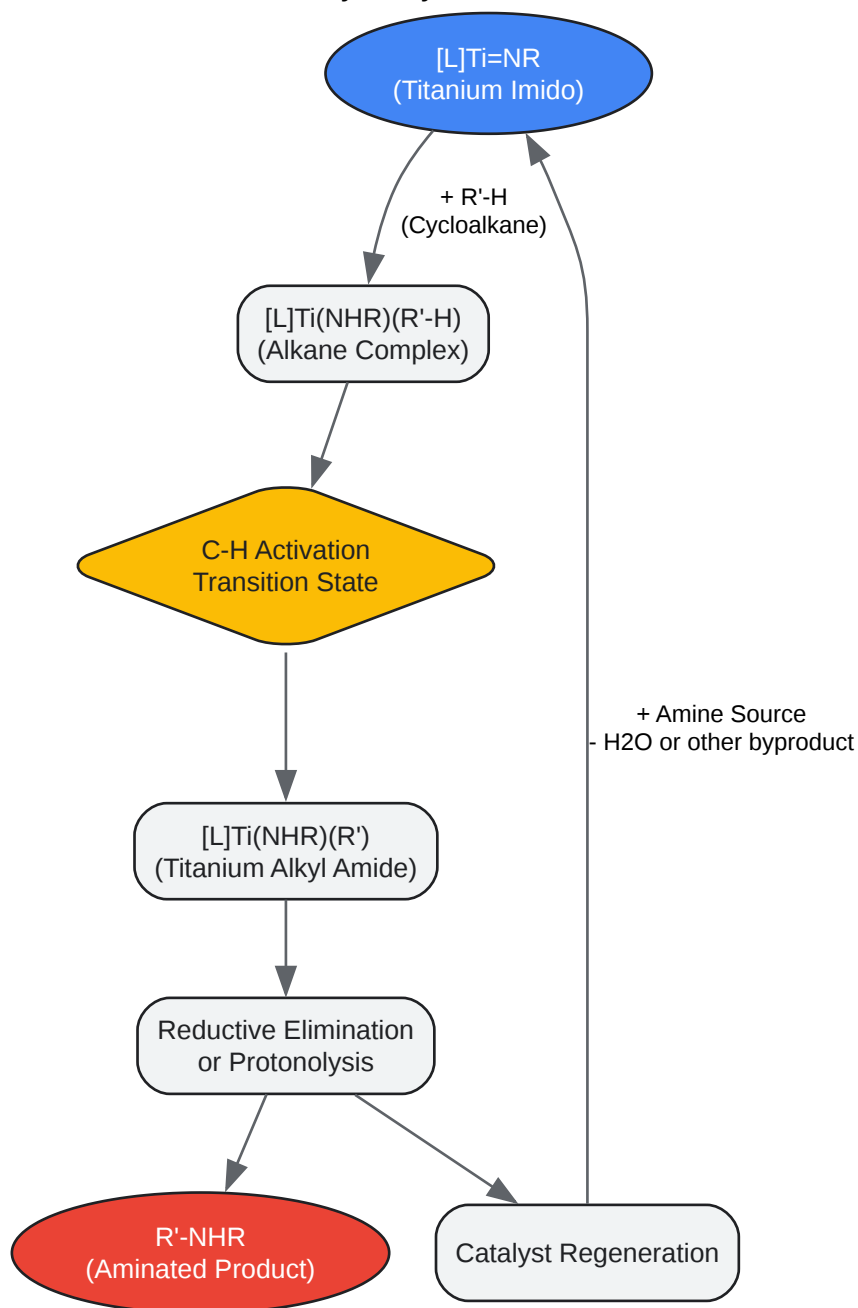 [L]Ti=NR
(Titanium Imido)
+ R'-H
(Cycloalkane)
[L]Ti(NHR)(R'-H)
(Alkane Complex)
C-H Activation
Transition State
+ Amine Source
- H2O or other byproduct
[L]Ti(NHR)(R')
(Titanium Alkyl Amide)
Reductive Elimination
or Protonolysis
R'-NHR
(Aminated Product)
Catalyst Regeneration